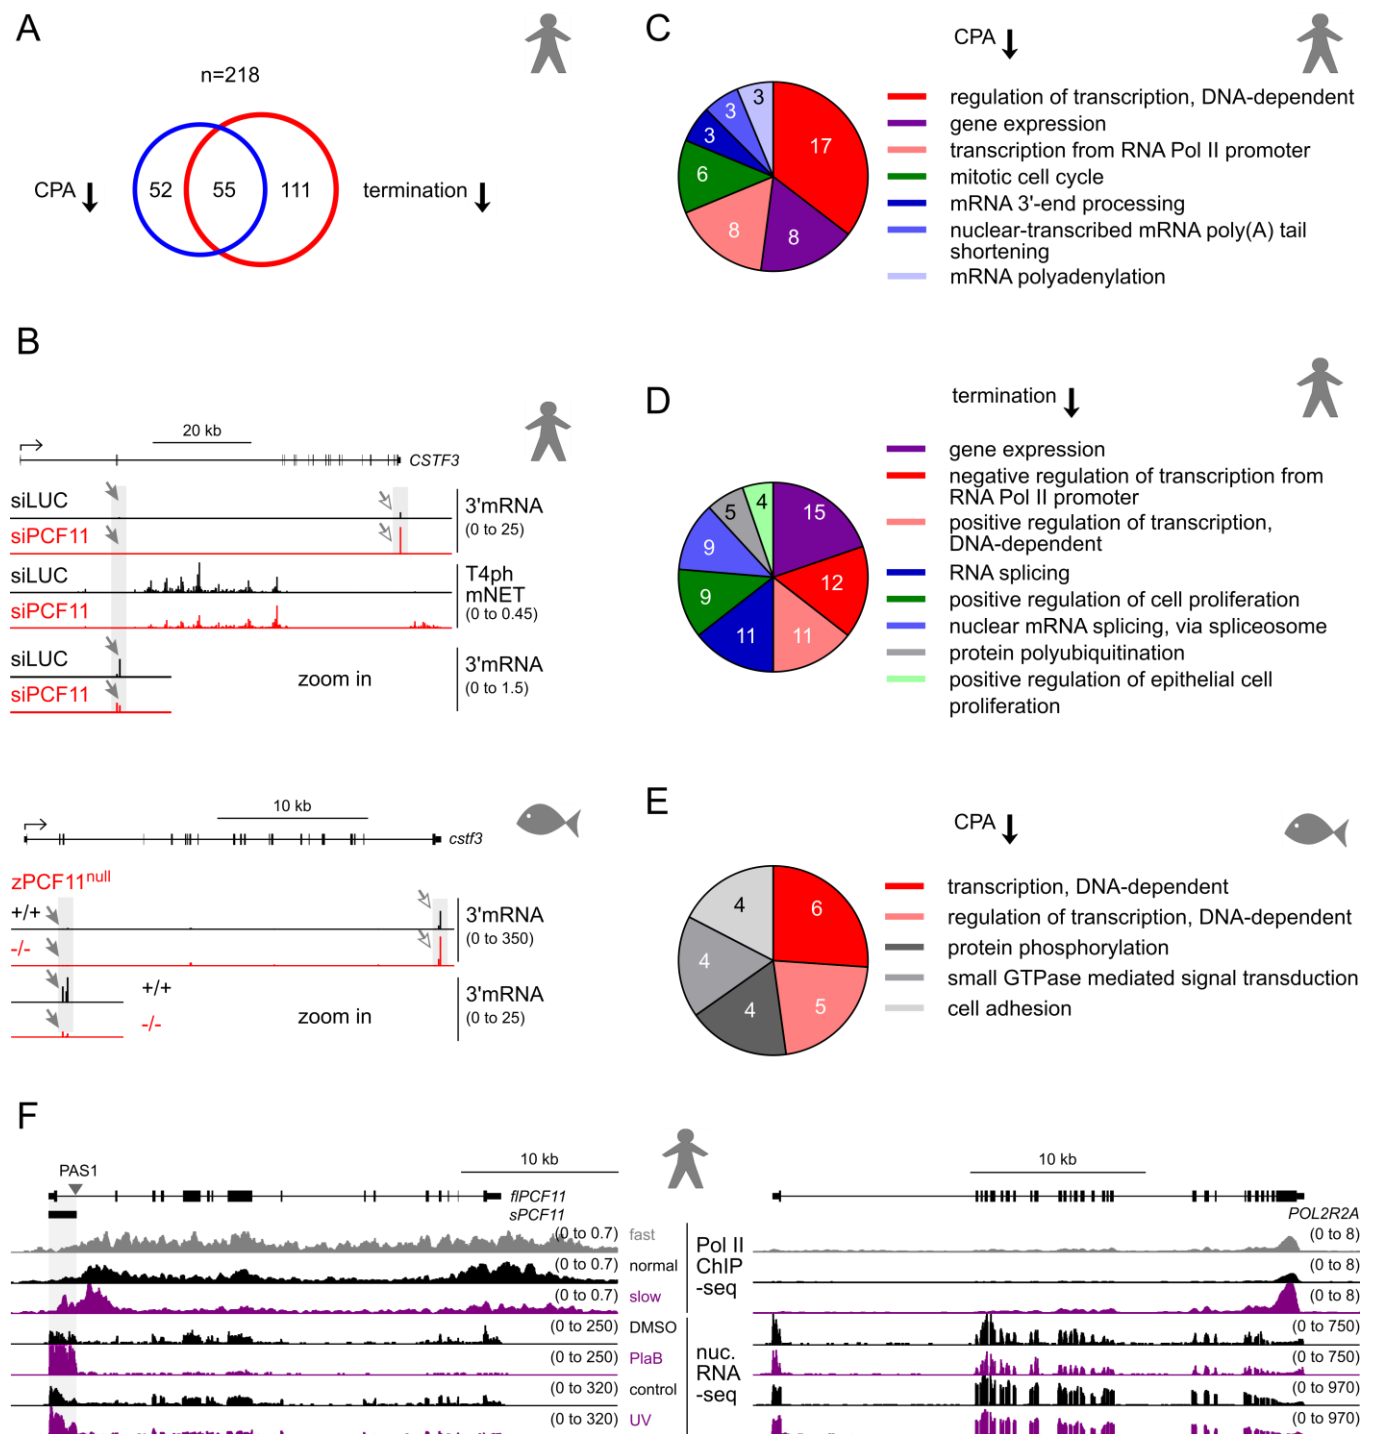 A
n=218
CPA
52
55
111
termination
B
20 kb
CSTF3
siLUC
siPCF11
3'mRNA
(0 to 25)
siLUC
siPCF11
T4ph
mNET
(0 to 0.45)
siLUC
siPCF11
zoom in
3'mRNA
(0 to 1.5)
10 kb
cstf3
zPCF11null
+/+
-/-
3'mRNA
(0 to 350)
+/+
-/-
zoom in
3'mRNA
(0 to 25)
C
CPA
3
3
3
17
6
8
8
regulation of transcription, DNA-dependent
gene expression
transcription from RNA Pol II promoter
mitotic cell cycle
mRNA 3'-end processing
nuclear-transcribed mRNA poly(A) tail
shortening
mRNA polyadenylation
D
termination
4
5
15
9
12
9
11
11
gene expression
negative regulation of transcription from
RNA Pol II promoter
positive regulation of transcription,
DNA-dependent
RNA splicing
positive regulation of cell proliferation
nuclear mRNA splicing, via spliceosome
protein polyubiquitination
positive regulation of epithelial cell
proliferation
E
CPA
4
6
4
5
4
transcription, DNA-dependent
regulation of transcription, DNA-dependent
protein phosphorylation
small GTPase mediated signal transduction
cell adhesion
F
PAS1
10 kb
flPCF11
sPCF11
(0 to 0.7) fast
(0 to 0.7) normal
(0 to 0.7) slow
(0 to 250) DMSO
(0 to 250) PlaB
(0 to 320) control
(0 to 320) UV
Pol II
ChIP
-seq
nuc.
RNA
-seq
10 kb
POL2R2A
(0 to 8)
(0 to 8)
(0 to 8)
(0 to 750)
(0 to 750)
(0 to 970)
(0 to 970)